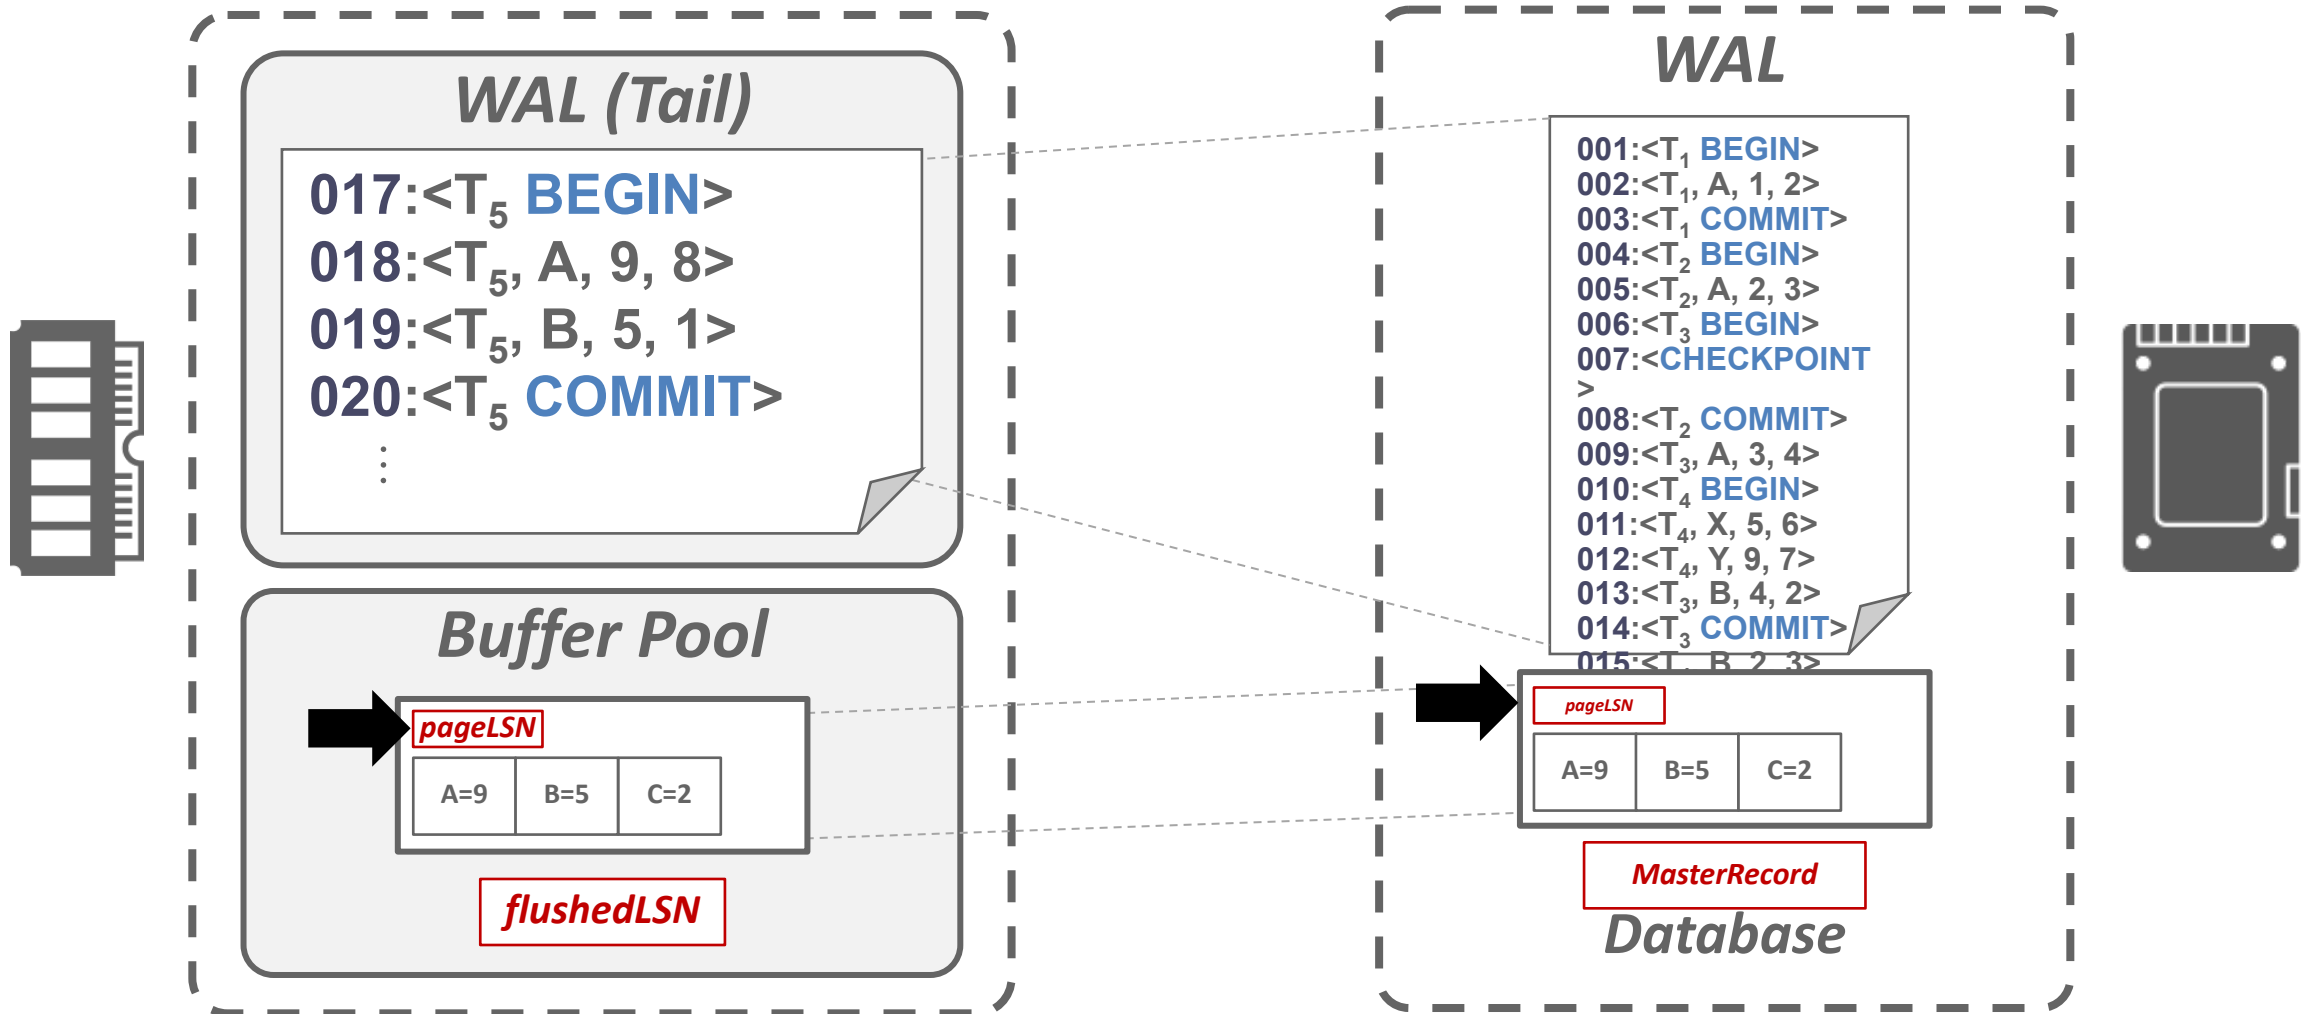 WAL (Tail)
017:<T5 BEGIN>
018:<T5, A, 9, 8>
019:<T5, B, 5, 1>
020:<T5 COMMIT>
⋮
Buffer Pool
pageLSN
A=9 B=5 C=2
flushedLSN
WAL
001:<T1 BEGIN>
002:<T1, A, 1, 2>
003:<T1 COMMIT>
004:<T2 BEGIN>
005:<T2, A, 2, 3>
006:<T3 BEGIN>
007:<CHECKPOINT
>
008:<T2 COMMIT>
009:<T3, A, 3, 4>
010:<T4 BEGIN>
011:<T4, X, 5, 6>
012:<T4, Y, 9, 7>
013:<T3, B, 4, 2>
014:<T3 COMMIT>
015:<T, B, 2, 3>
pageLSN
A=9 B=5 C=2
MasterRecord
Database